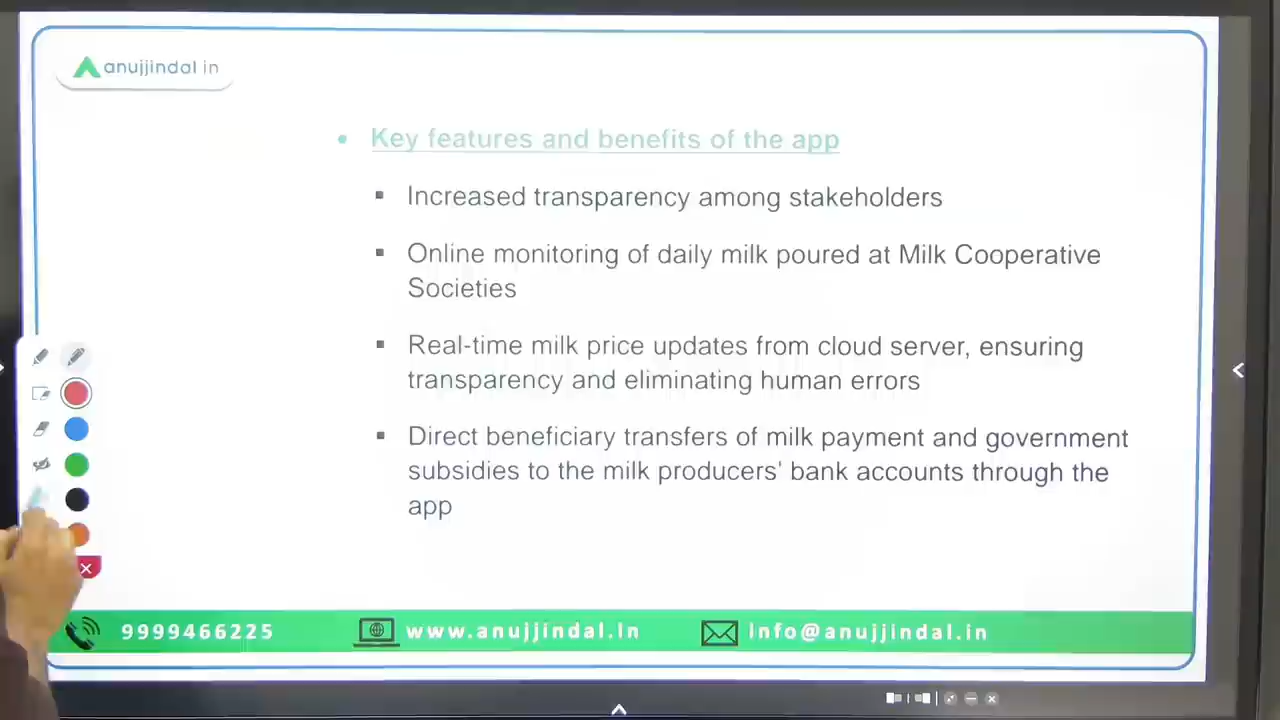 anujjindal in
• Key features and benefits of the app
▪ Increased transparency among stakeholders
▪ Online monitoring of daily milk poured at Milk Cooperative
Societies
▪ Real-time milk price updates from cloud server, ensuring
transparency and eliminating human errors
▪ Direct beneficiary transfers of milk payment and government
subsidies to the milk producers' bank accounts through the
app
9999466225 www.anujjindal.in info@anujjindal.in